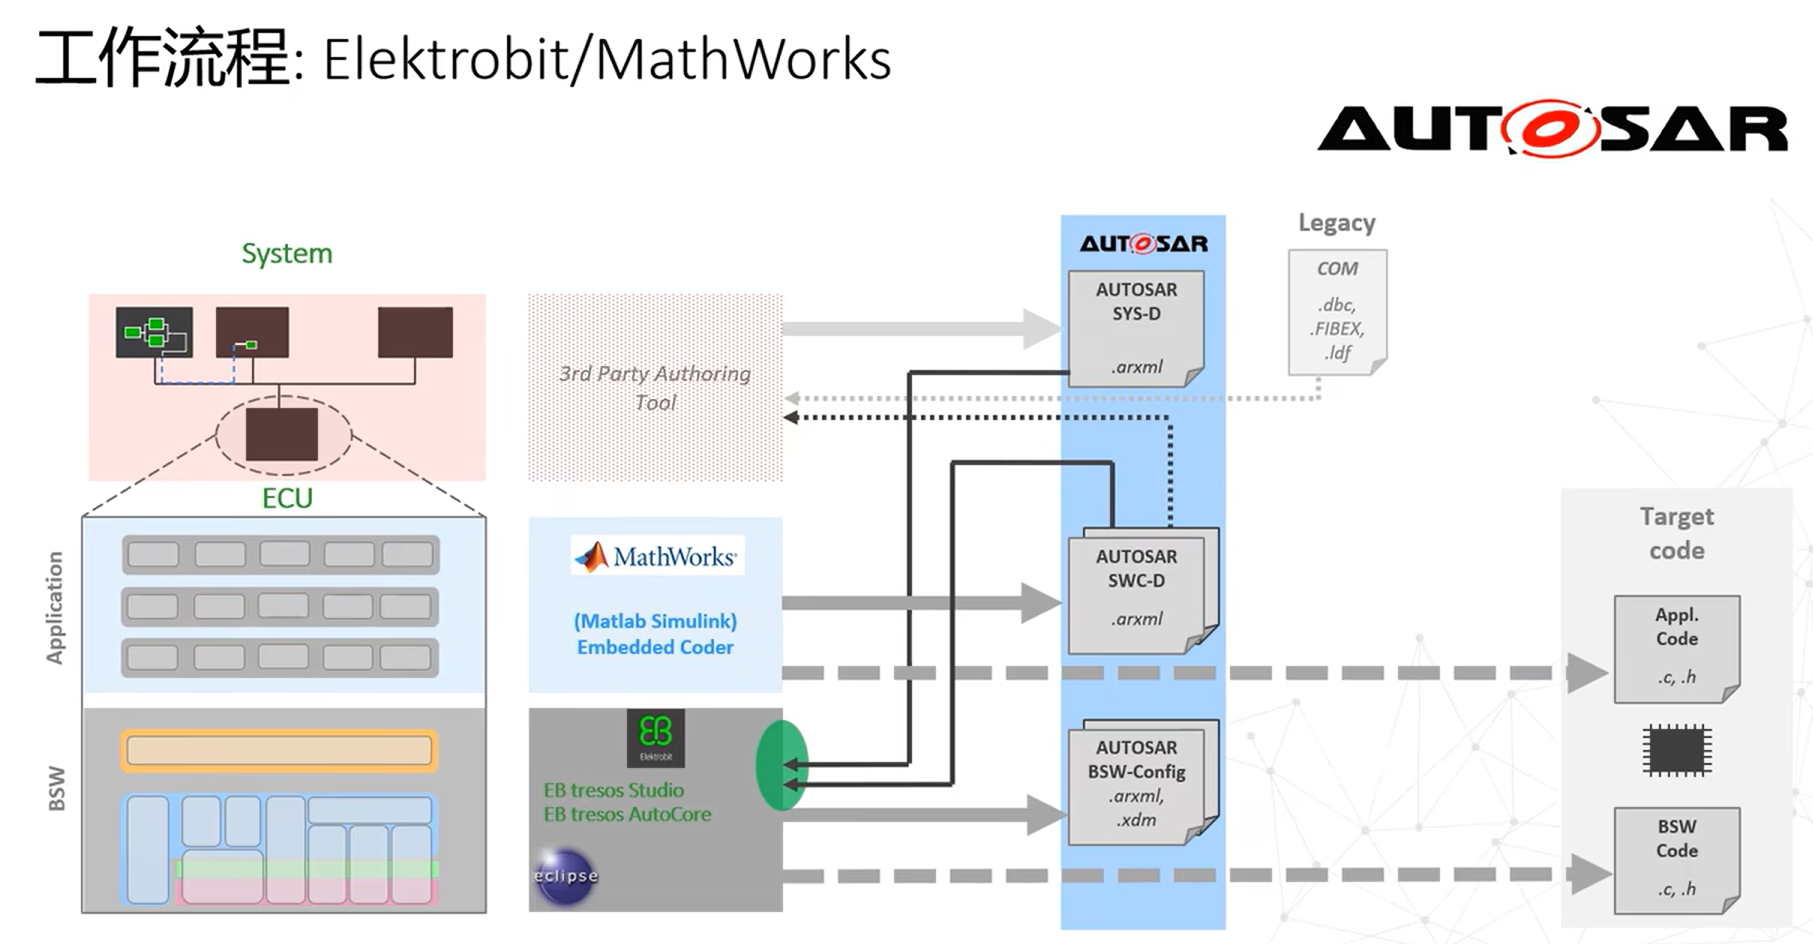 工作流程: Elektrobit/MathWorks
AUTOSAR
System
ECU
Application
BSW
3rd Party Authoring
Tool
MathWorks®
(Matlab Simulink)
Embedded Coder
EB
Elektrobit
EB tresos Studio
EB tresos AutoCore
eclipse
AUTOSAR
AUTOSAR
SYS-D
.arxml
AUTOSAR
SWC-D
.arxml
AUTOSAR
BSW-Config
.arxml,
.xdm
Legacy
COM
.dbc,
.FIBEX,
.ldf
Target
code
Appl.
Code
.c, .h
BSW
Code
.c, .h